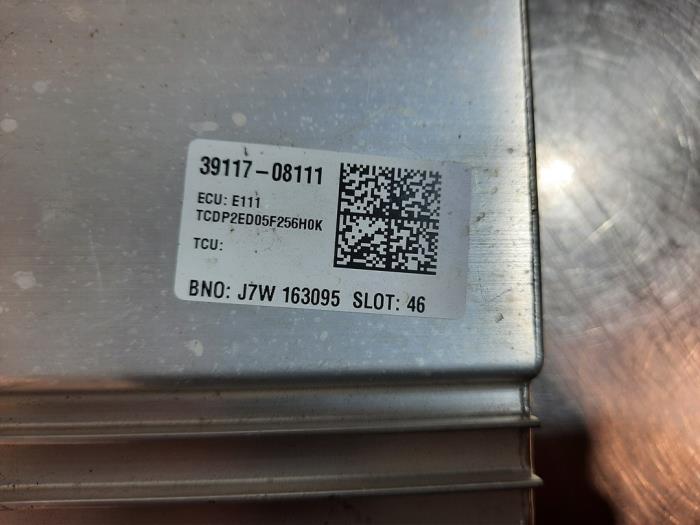 39117-08111
ECU: E111
TCDP2ED05F256H0K
TCU:
BNO: J7W 163095 SLOT: 46